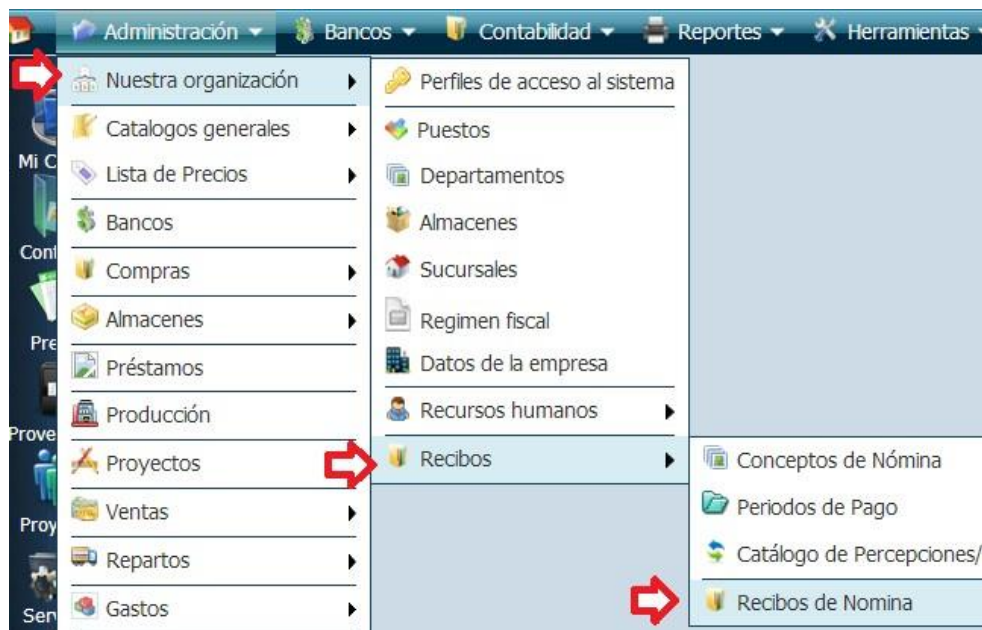 Administración Bancos Contabilidad Reportes Herramientas
Nuestra organización
Catalogos generales
Lista de Precios
Bancos
Compras
Almacenes
Préstamos
Producción
Proyectos
Ventas
Repartos
Gastos
Perfiles de acceso al sistema
Puestos
Departamentos
Almacenes
Sucursales
Regimen fiscal
Datos de la empresa
Recursos humanos
Recibos
Conceptos de Nómina
Periodos de Pago
Catálogo de Percepciones/
Recibos de Nomina
Mi C
Cont
Pre
Prove
Proy
Serv